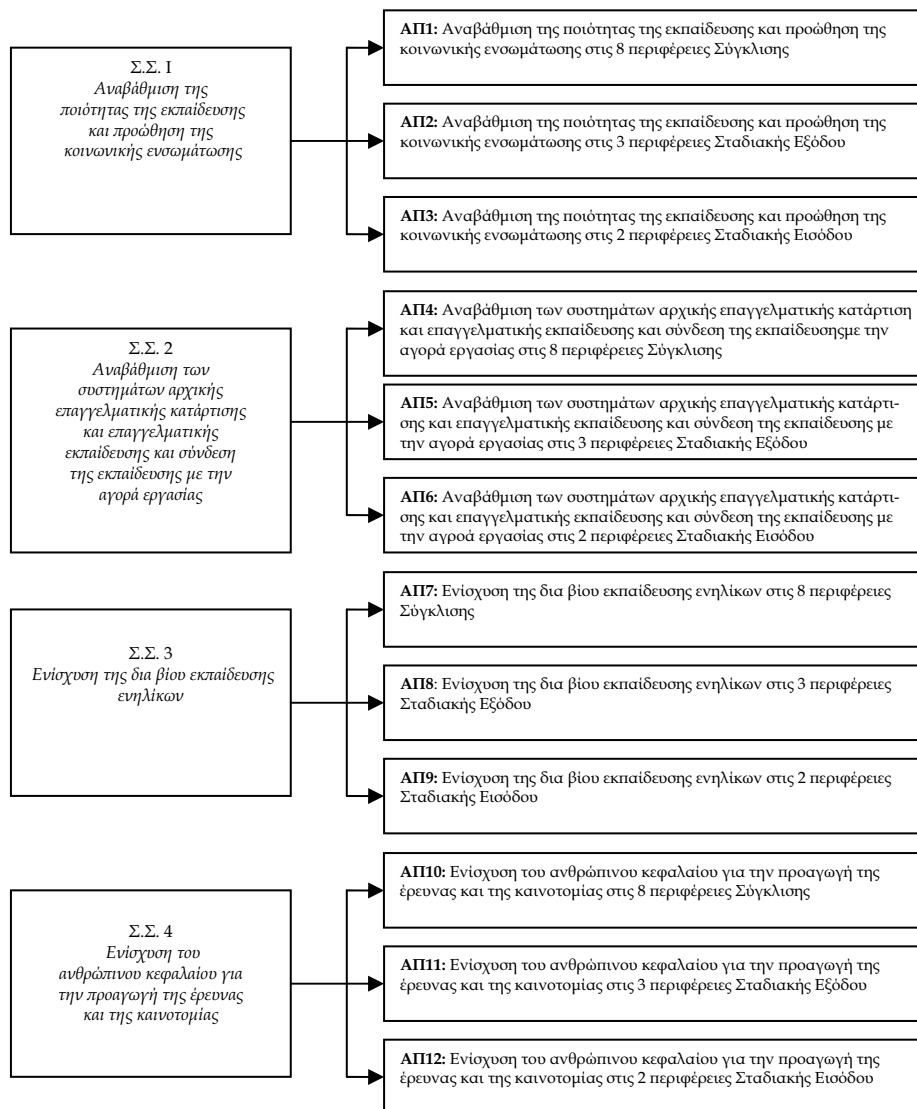 Σ.Σ. Ι
Αναβάθμιση της
ποιότητας της εκπαίδευσης
και προώθηση της
κοινωνικής ενσωμάτωσης
ΑΠ1: Αναβάθμιση της ποιότητας της εκπαίδευσης και προώθηση της
κοινωνικής ενσωμάτωσης στις 8 περιφέρειες Σύγκλισης
ΑΠ2: Αναβάθμιση της ποιότητας της εκπαίδευσης και προώθηση της
κοινωνικής ενσωμάτωσης στις 3 περιφέρειες Σταδιακής Εξόδου
ΑΠ3: Αναβάθμιση της ποιότητας της εκπαίδευσης και προώθηση της
κοινωνικής ενσωμάτωσης στις 2 περιφέρειες Σταδιακής Εισόδου
Σ.Σ. 2
Αναβάθμιση των
συστημάτων αρχικής
επαγγελματικής κατάρτισης
και επαγγελματικής
εκπαίδευσης και σύνδεση
της εκπαίδευσης με την
αγορά εργασίας
ΑΠ4: Αναβάθμιση των συστημάτων αρχικής επαγγελματικής κατάρτιση
και επαγγελματικής εκπαίδευσης και σύνδεση της εκπαίδευσηςμε την
αγορά εργασίας στις 8 περιφέρειες Σύγκλισης
ΑΠ5: Αναβάθμιση των συστημάτων αρχικής επαγγελματικής κατάρτι-
σης και επαγγελματικής εκπαίδευσης και σύνδεση της εκπαίδευσης με
την αγορά εργασίας στις 3 περιφέρειες Σταδιακής Εξόδου
ΑΠ6: Αναβάθμιση των συστημάτων αρχικής επαγγελματικής κατάρτι-
σης και επαγγελματικής εκπαίδευσης και σύνδεση της εκπαίδευσης με
την αγροά εργασίας στις 2 περιφέρειες Σταδιακής Εισόδου
Σ.Σ. 3
Ενίσχυση της δια βίου εκπαίδευσης
ενηλίκων
ΑΠ7: Ενίσχυση της δια βίου εκπαίδευσης ενηλίκων στις 8 περιφέρειες
Σύγκλισης
ΑΠ8: Ενίσχυση της δια βίου εκπαίδευσης ενηλίκων στις 3 περιφέρειες
Σταδιακής Εξόδου
ΑΠ9: Ενίσχυση της δια βίου εκπαίδευσης ενηλίκων στις 2 περιφέρειες
Σταδιακής Εισόδου
Σ.Σ. 4
Ενίσχυση του
ανθρώπινου κεφαλαίου για
την προαγωγή της έρευνας
και της καινοτομίας
ΑΠ10: Ενίσχυση του ανθρώπινου κεφαλαίου για την προαγωγή της
έρευνας και της καινοτομίας στις 8 περιφέρειες Σύγκλισης
ΑΠ11: Ενίσχυση του ανθρώπινου κεφαλαίου για την προαγωγή της
έρευνας και της καινοτομίας στις 3 περιφέρειες Σταδιακής Εξόδου
ΑΠ12: Ενίσχυση του ανθρώπινου κεφαλαίου για την προαγωγή της
έρευνας και της καινοτομίας στις 2 περιφέρειες Σταδιακής Εισόδου